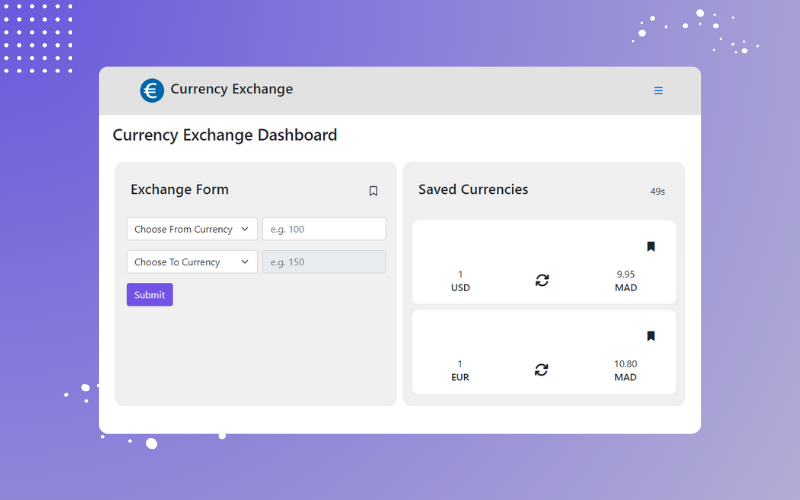 Currency Exchange
Currency Exchange Dashboard
Exchange Form
Choose From Currency
e.g. 100
Choose To Currency
e.g. 150
Submit
Saved Currencies
49s
1
USD
9.95
MAD
1
EUR
10.80
MAD